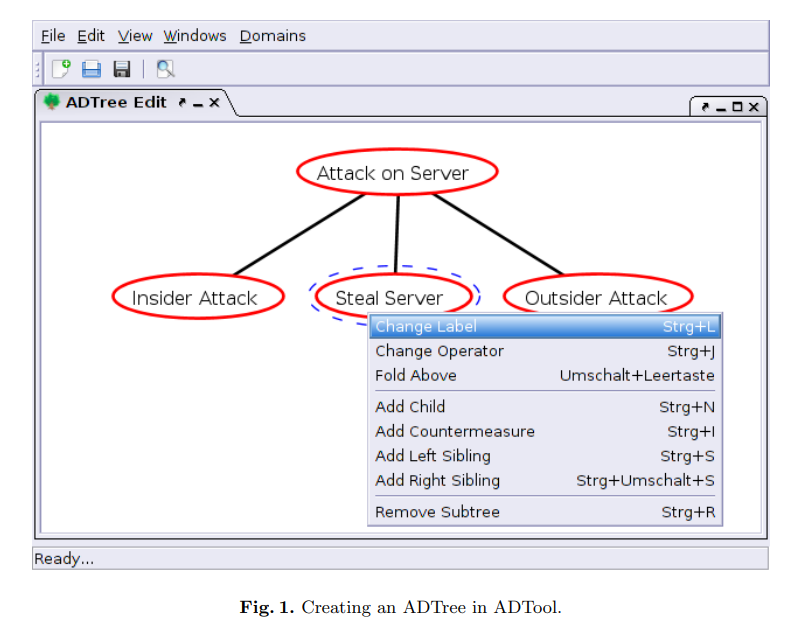 File Edit View Windows Domains
ADTree Edit
Attack on Server
Insider Attack Steal Server Outsider Attack
Change Label Strg+L
Change Operator Strg+J
Fold Above Umschalt+Leertaste
Add Child Strg+N
Add Countermeasure Strg+I
Add Left Sibling Strg+S
Add Right Sibling Strg+Umschalt+S
Remove Subtree Strg+R
Ready...
Fig. 1. Creating an ADTree in ADTool.